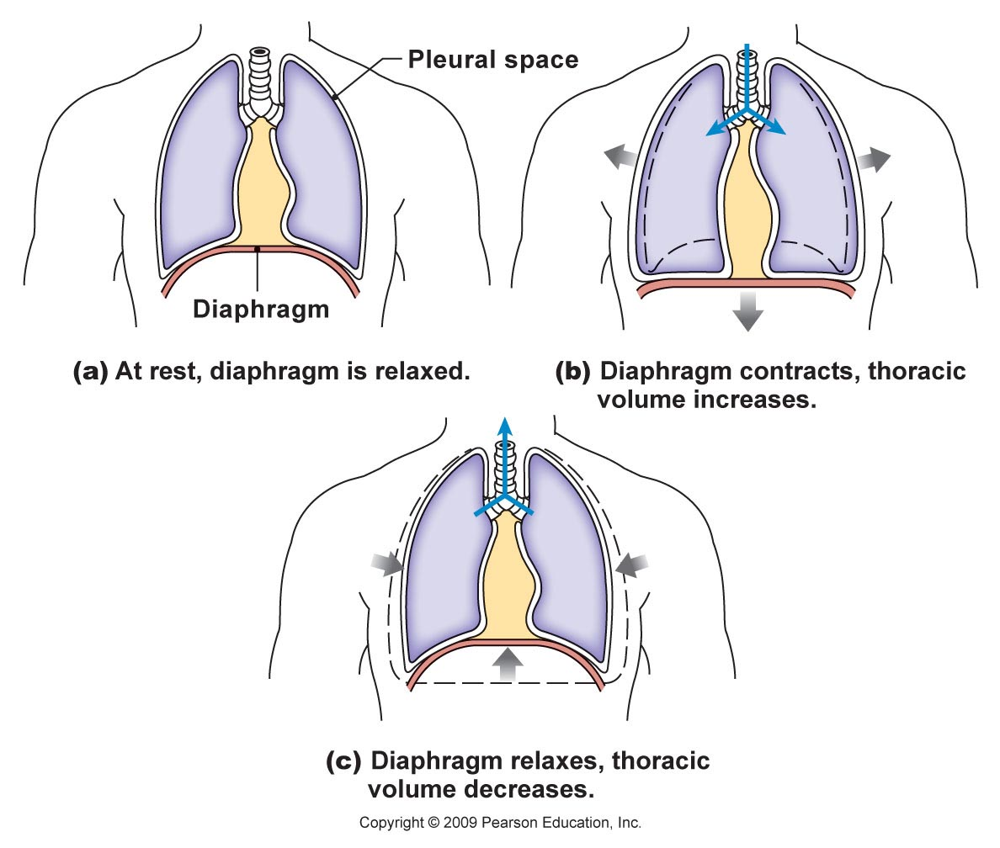 Pleural space
Diaphragm
(a) At rest, diaphragm is relaxed.
(b) Diaphragm contracts, thoracic
volume increases.
(c) Diaphragm relaxes, thoracic
volume decreases.
Copyright © 2009 Pearson Education, Inc.